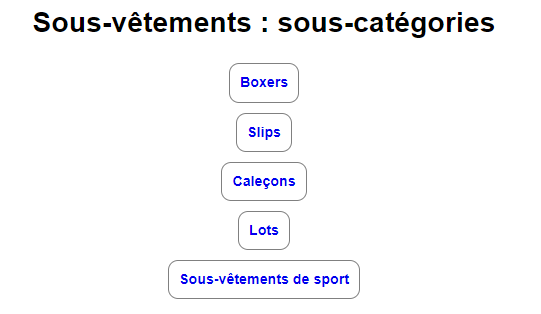 Sous-vêtements : sous-catégories
Boxers
Slips
Caleçons
Lots
Sous-vêtements de sport